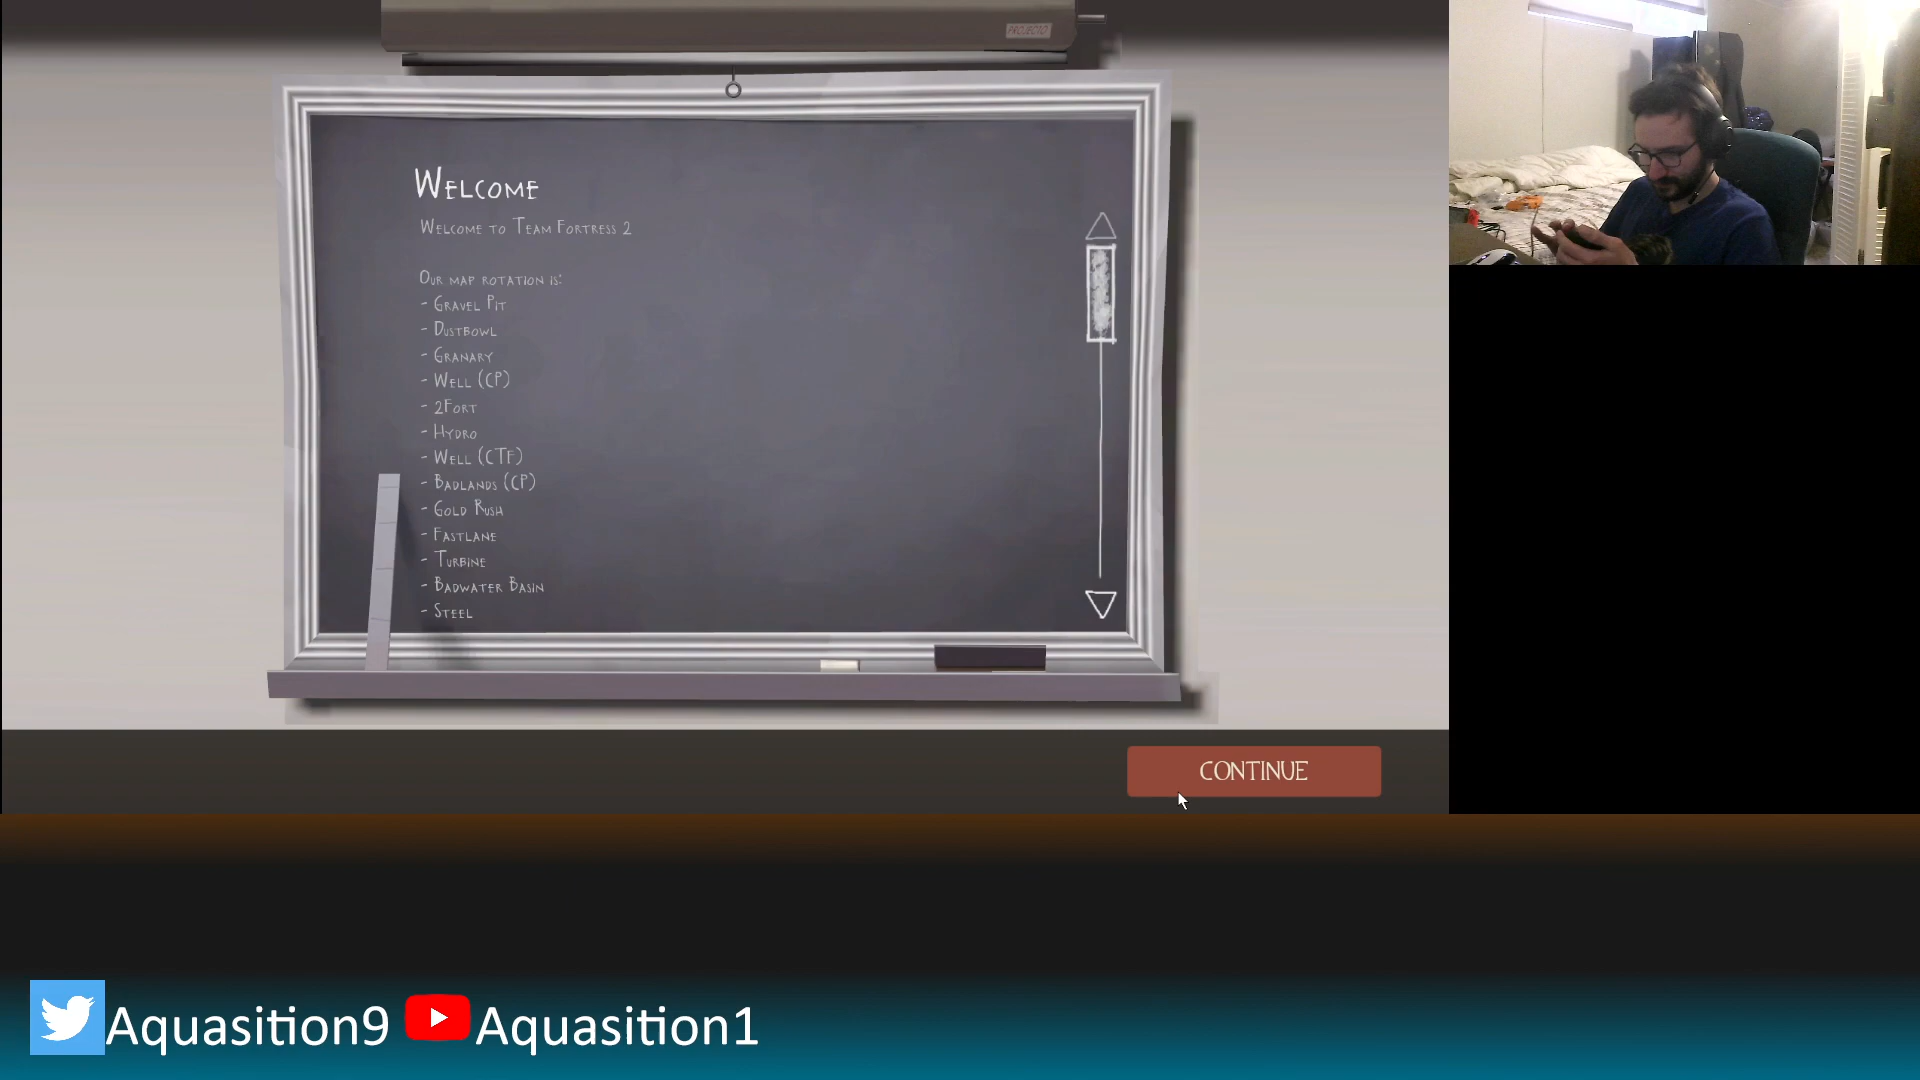 PROJECTO
Welcome
Welcome to Team Fortress 2
Our map rotation is:
- Gravel Pit
- Dustbowl
- Granary
- Well (CP)
- 2Fort
- Hydro
- Well (CTF)
- Badlands (CP)
- Gold Rush
- Fastlane
- Turbine
- Badwater Basin
- Steel
CONTINUE
Aquasition9 Aquasition1